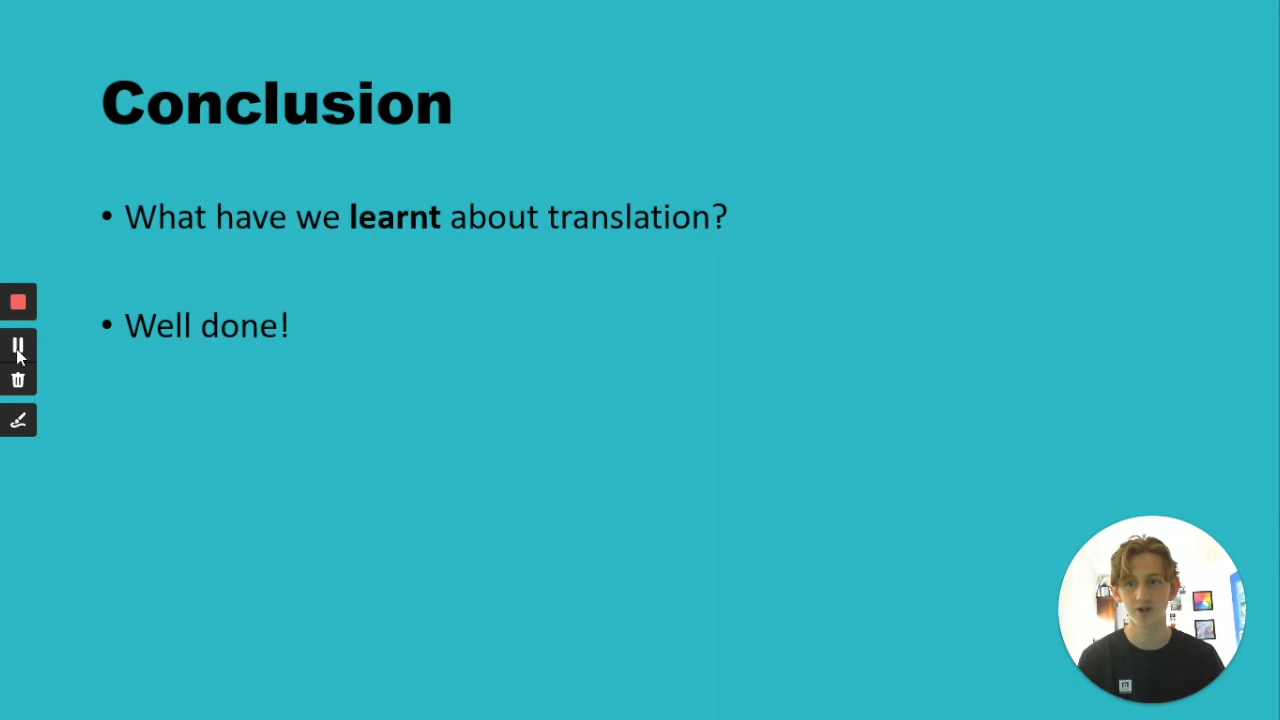 Conclusion
• What have we learnt about translation?
• Well done!